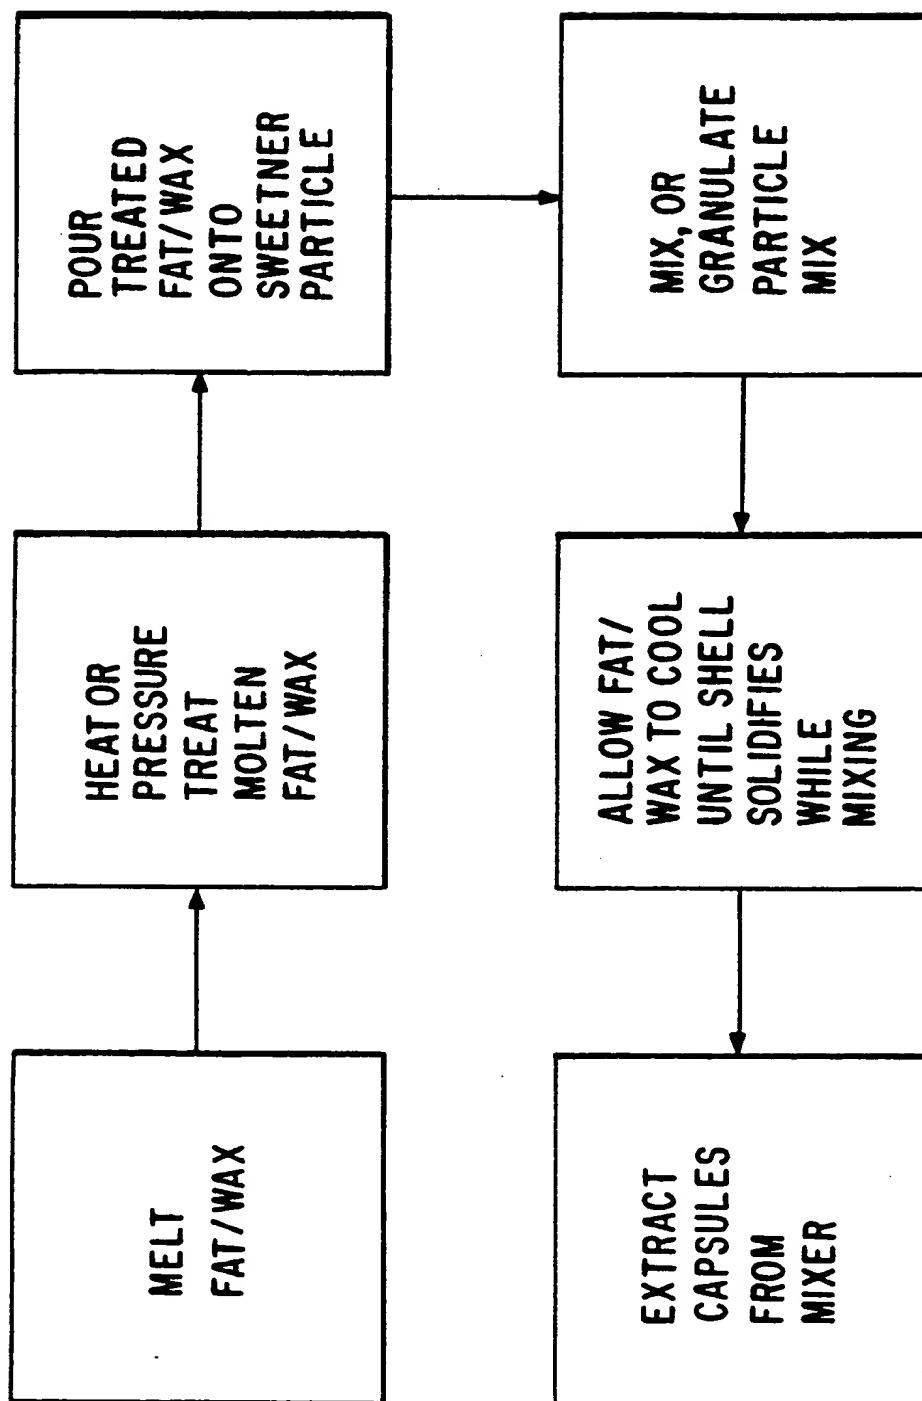 MELT
FAT/WAX
HEAT OR
PRESSURE
TREAT
MOLTEN
FAT/WAX
POUR
TREATED
FAT/WAX
ONTO
SWEETNER
PARTICLE
MIX, OR
GRANULATE
PARTICLE
MIX
ALLOW FAT/
WAX TO COOL
UNTIL SHELL
SOLIDIFIES
WHILE
MIXING
EXTRACT
CAPSULES
FROM
MIXER